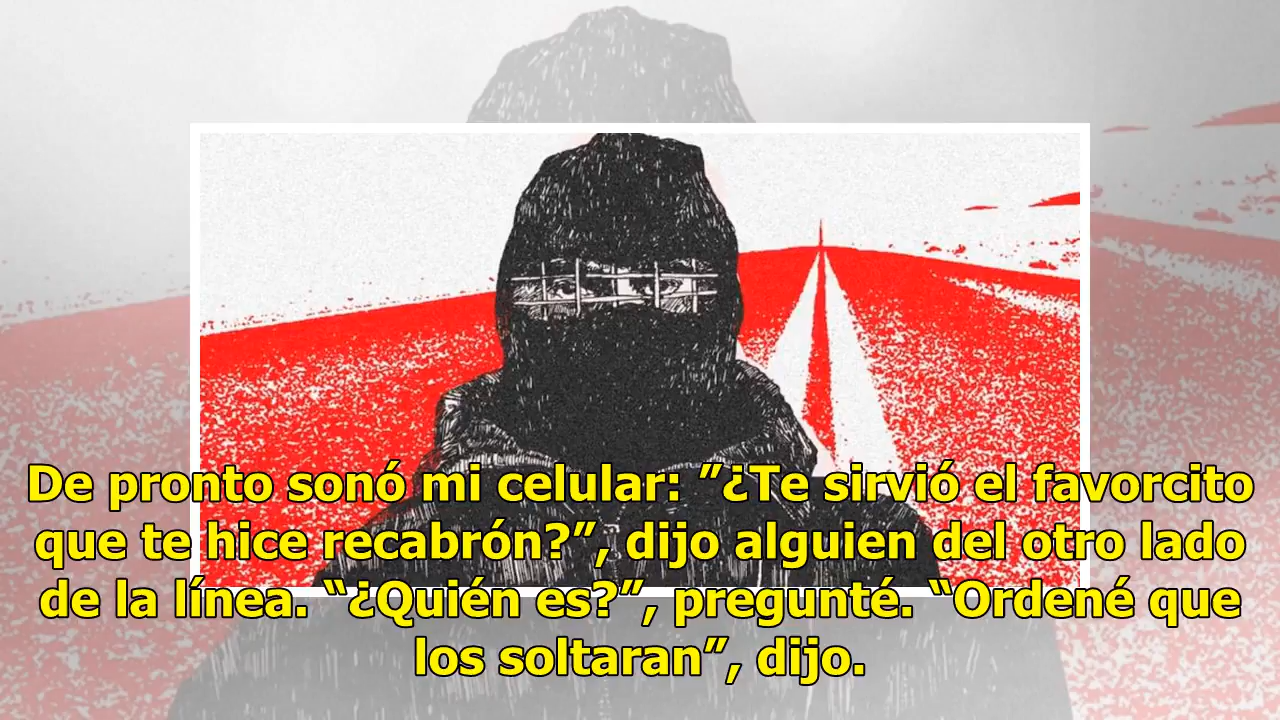 De pronto sonó mi celular: ”¿Te sirvió el favorcito
que te hice recabrón?”, dijo alguien del otro lado
de la línea. “¿Quién es?”, pregunté. “Ordené que
los soltaran”, dijo.